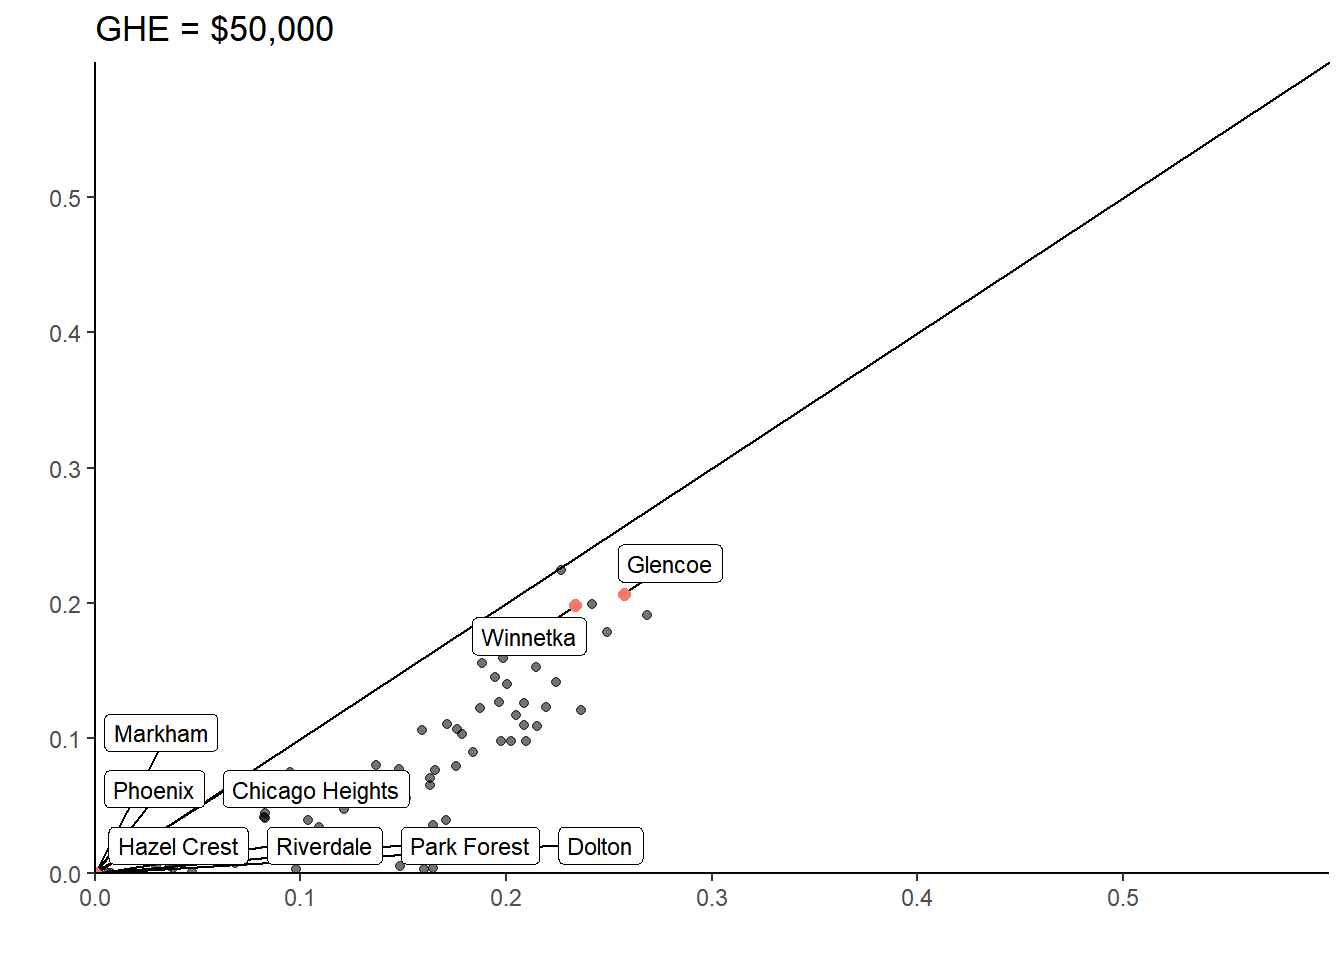 GHE = $50,000
0.5
0.4
0.3
Glencoe
0.2
Winnetka
Markham
0.1
Phoenix
Chicago Heights
Hazel Crest
Riverdale
Park Forest
Dolton
0.0
0.0 0.1 0.2 0.3 0.4 0.5